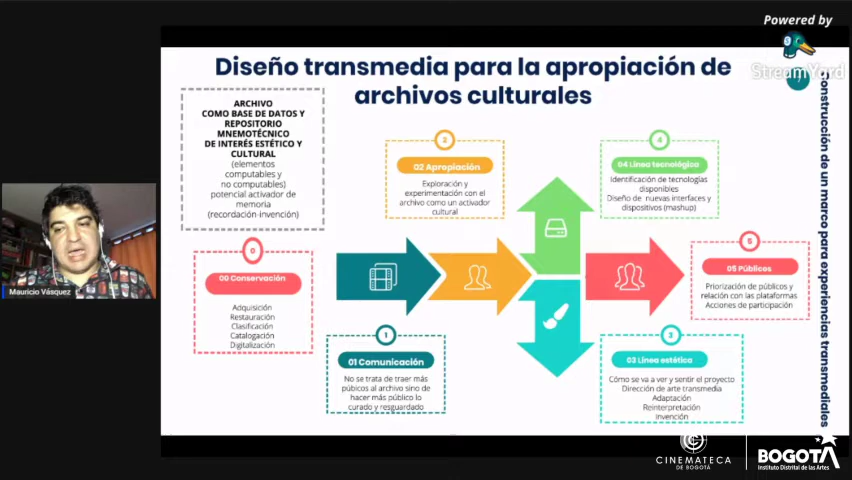 Powered by
StreamYard
Diseño transmedia para la apropiación de
archivos culturales
7
Construcción de un marco para experiencias transmediales
ARCHIVO
COMO BASE DE DATOS Y
REPOSITORIO
MNEMOTÉCNICO
DE INTERÉS ESTÉTICO Y
CULTURAL
(elementos
computables y
no computables)
potencial activador de
memoria
(recordación-invención)
0
00 Conservación
Adquisición
Restauración
Clasificación
Catalogación
Digitalización
1
01 Comunicación
No se trata de traer más
púbicos al archivo sino de
hacer más público lo
curado y resguardado
2
02 Apropiación
Exploración y
experimentación con el
archivo como un activador
cultural
3
03 Línea estética
Cómo se va a ver y sentir el proyecto
Dirección de arte transmedia
Adaptación
Reinterpretación
Invención
4
04 Línea tecnológica
Identificación de tecnologías
disponibles
Diseño de nuevas interfaces y
dispositivos (mashup)
5
05 Públicos
Priorización de públicos y
relación con las plataformas
Acciones de participación
Mauricio Vásquez
CINEMATECA
DE BOGOTÁ
BOGOTÁ
Instituto Distrital de las Artes